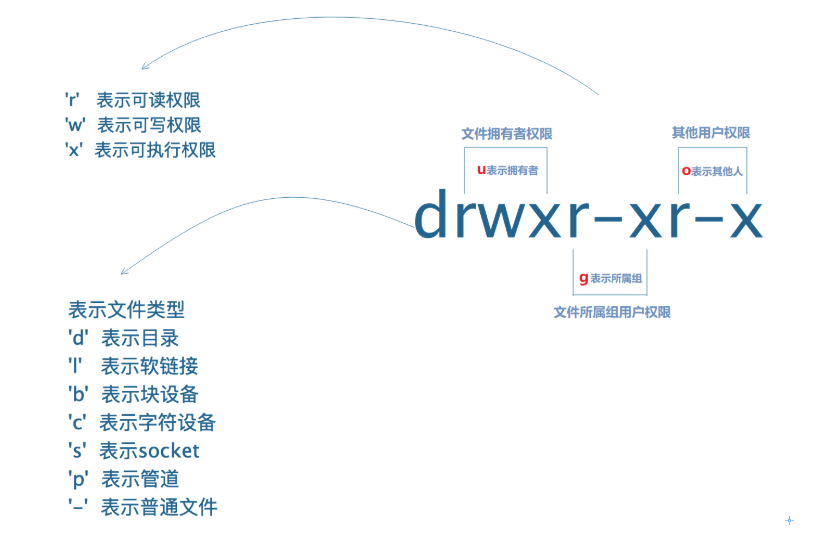 'r' 表示可读权限
'w' 表示可写权限
'x' 表示可执行权限
文件拥有者权限
其他用户权限
u表示拥有者
o表示其他人
drwxr-xr-x
g表示所属组
文件所属组用户权限
表示文件类型
'd' 表示目录
'l' 表示软链接
'b' 表示块设备
'c' 表示字符设备
's' 表示socket
'p' 表示管道
'-' 表示普通文件